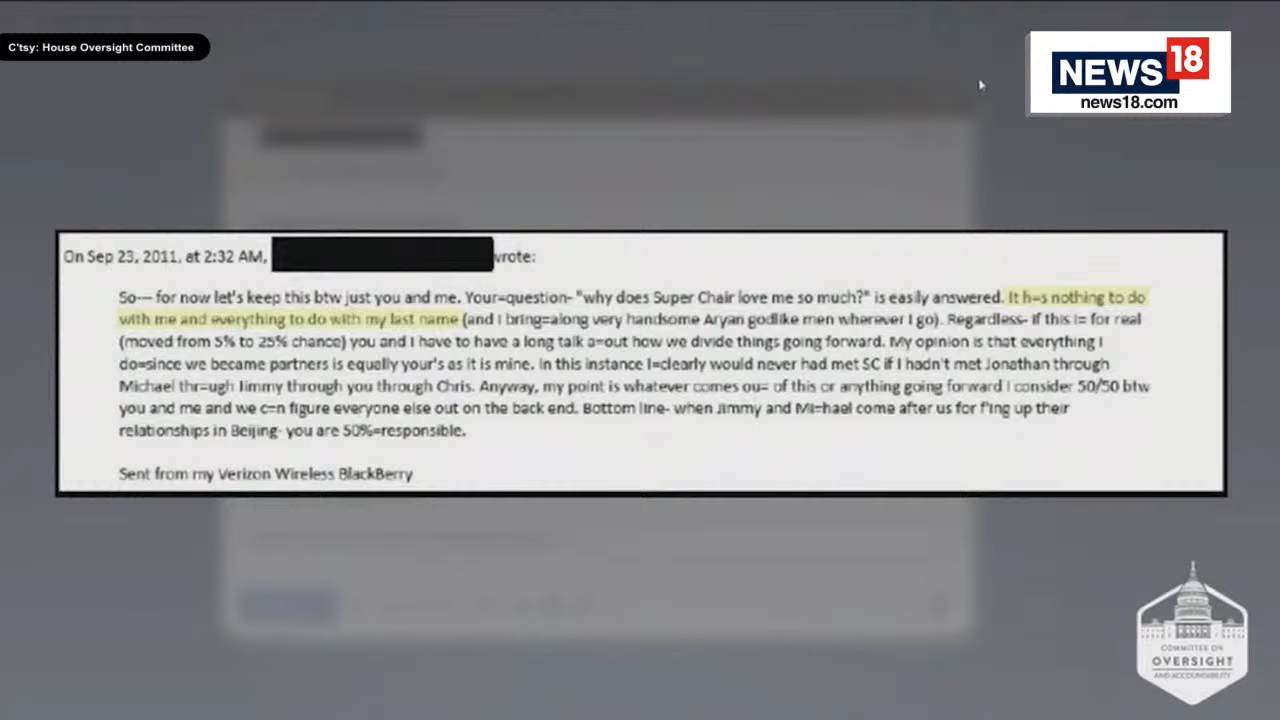 C'tsy: House Oversight Committee
NEWS 18
news18.com
On Sep 23, 2011, at 2:32 AM, wrote:
So--- for now let's keep this btw just you and me. Your=question- "why does Super Chair love me so much?" is easily answered. It h=s nothing to do
with me and everything to do with my last name (and I bring=along very handsome Aryan godlike men wherever I go). Regardless- if this i= for real
(moved from 5% to 25% chance) you and I have to have a long talk a=out how we divide things going forward. My opinion is that everything I
do=since we became partners is equally your's as it is mine. In this instance I=clearly would never had met SC if I hadn't met Jonathan through
Michael thr=ugh Jimmy through you through Chris. Anyway, my point is whatever comes ou= of this or anything going forward I consider 50/50 btw
you and me and we c=n figure everyone else out on the back end. Bottom line- when Jimmy and Mi=hael come after us for f'ing up their
relationships in Beijing- you are 50%=responsible.
Sent from my Verizon Wireless BlackBerry
COMMITTEE ON
OVERSIGHT
AND ACCOUNTABILITY